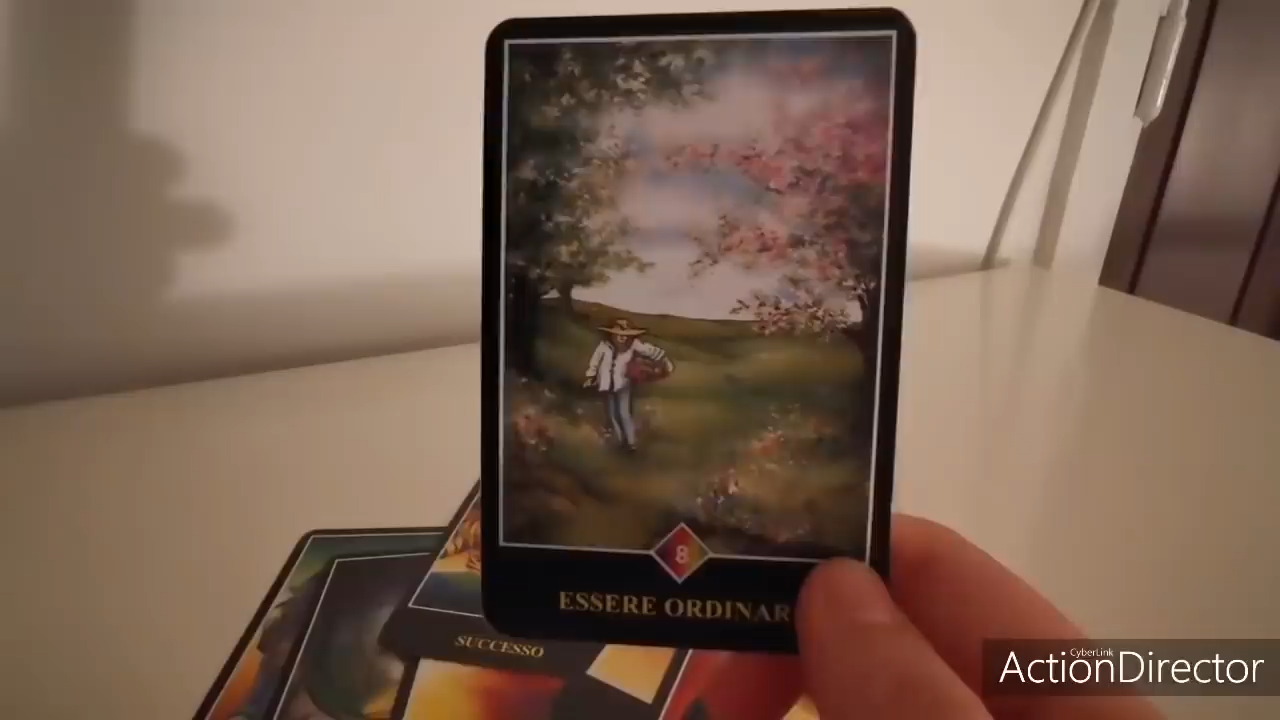 8
ESSERE ORDINAR
SUCCESSO
CyberLink
ActionDirector